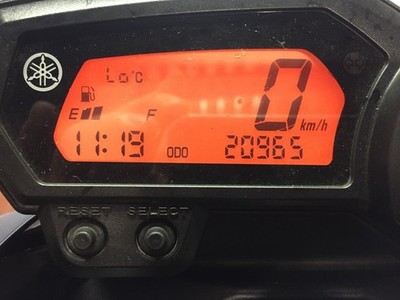 Lo°C
0 km/h
E F
11:19 ODO 20965
RESET SELECT